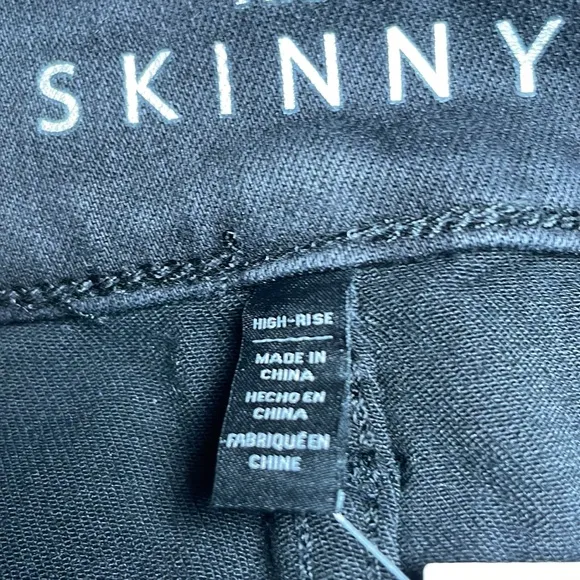 SKINNY
HIGH-RISE
MADE IN
CHINA
HECHO EN
CHINA
FABRIQUÉ EN
CHINE